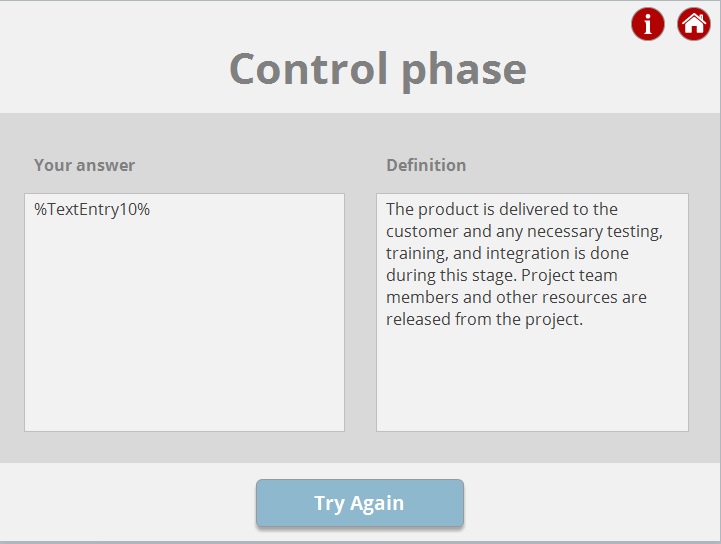 i
Control phase
Your answer
Definition
%TextEntry10%
The product is delivered to the
customer and any necessary testing,
training, and integration is done
during this stage. Project team
members and other resources are
released from the project.
Try Again